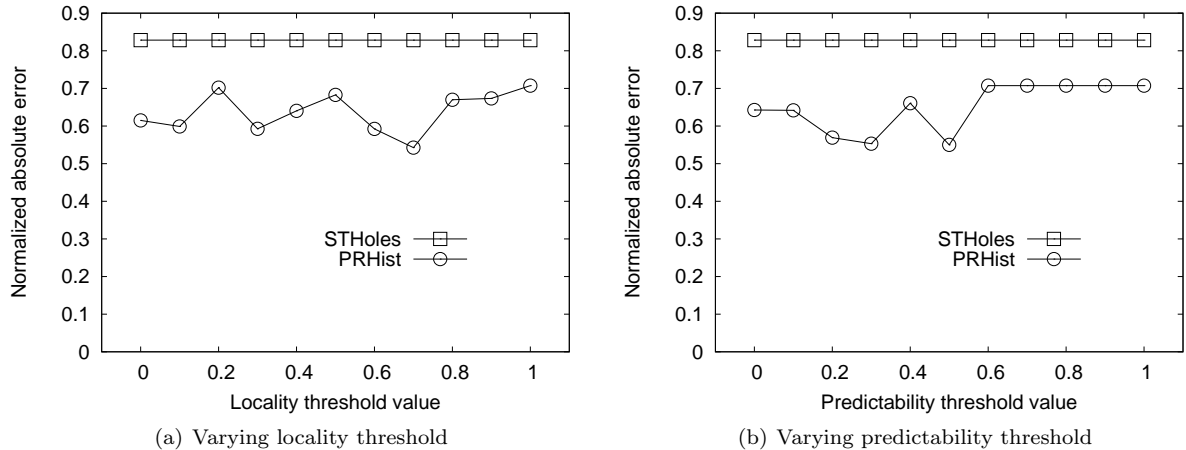 Normalized absolute error
0.9
0.8
0.7
0.6
0.5
0.4
0.3
0.2
0.1
0
STHoles
PRHist
0 0.2 0.4 0.6 0.8 1
Locality threshold value
(a) Varying locality threshold
Normalized absolute error
0.9
0.8
0.7
0.6
0.5
0.4
0.3
0.2
0.1
0
STHoles
PRHist
0 0.2 0.4 0.6 0.8 1
Predictability threshold value
(b) Varying predictability threshold